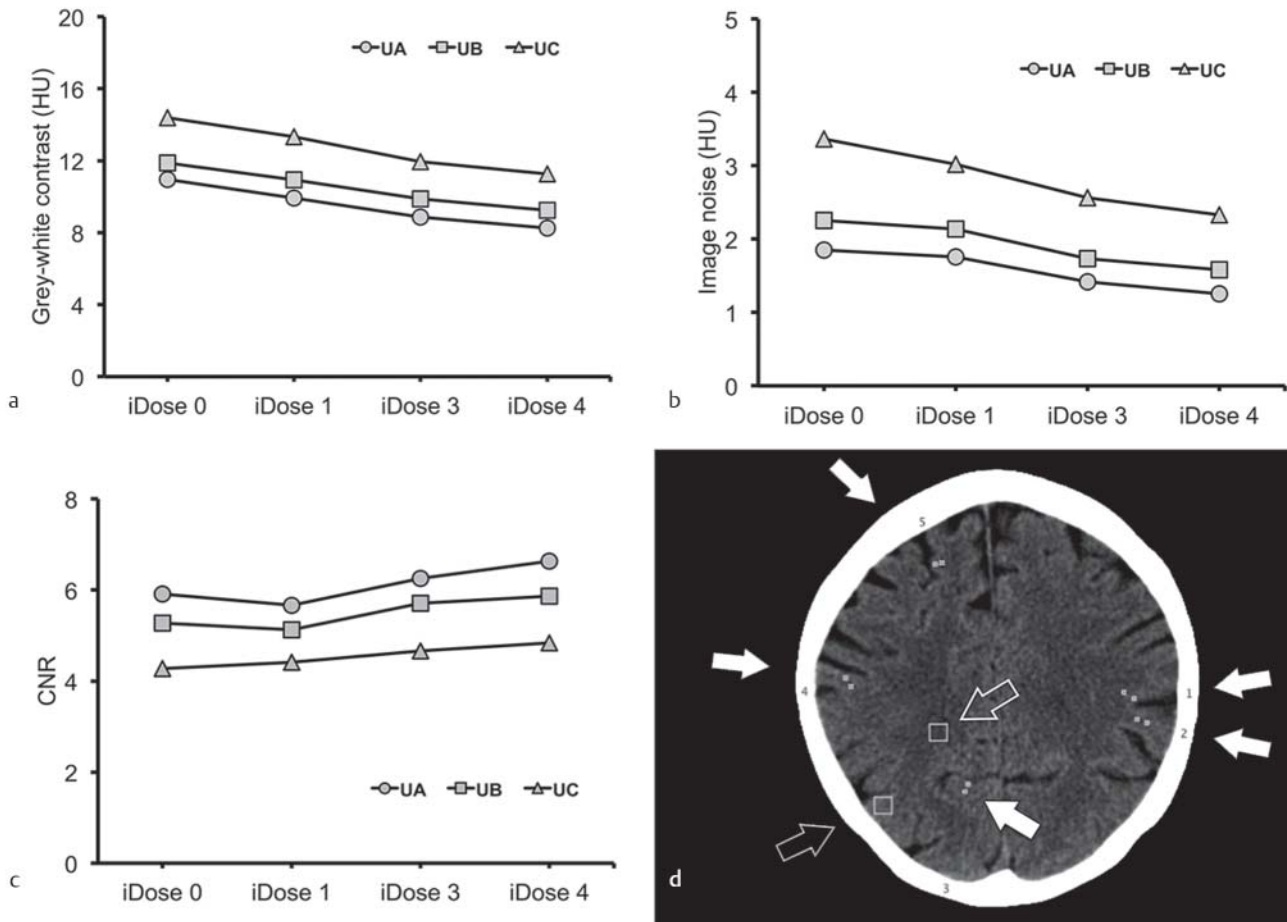 20
16
12
8
4
0
Grey-white contrast (HU)
UA UB UC
iDose 0 iDose 1 iDose 3 iDose 4
a
5
4
3
2
1
0
Image noise (HU)
UA UB UC
iDose 0 iDose 1 iDose 3 iDose 4
b
8
6
4
2
0
CNR
UA UB UC
iDose 0 iDose 1 iDose 3 iDose 4
c
5
4
1
2
3
d